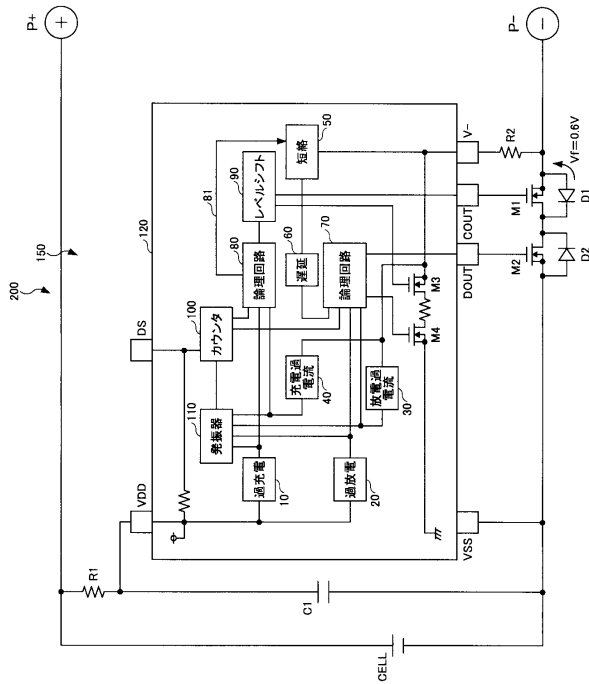 P+
+
200
150
120
DS
VDD
R1
110
発振器
100
カウンタ
81
80
論理回路
90
レベルシフト
50
短絡
60
遅延
70
論理回路
充電過
電流
40
放電過
電流
30
過充電
10
過放電
20
M4
M3
C1
CELL
VSS
DOUT
COUT
V-
R2
M2
M1
D2
D1
Vf=0.6V
P-
−